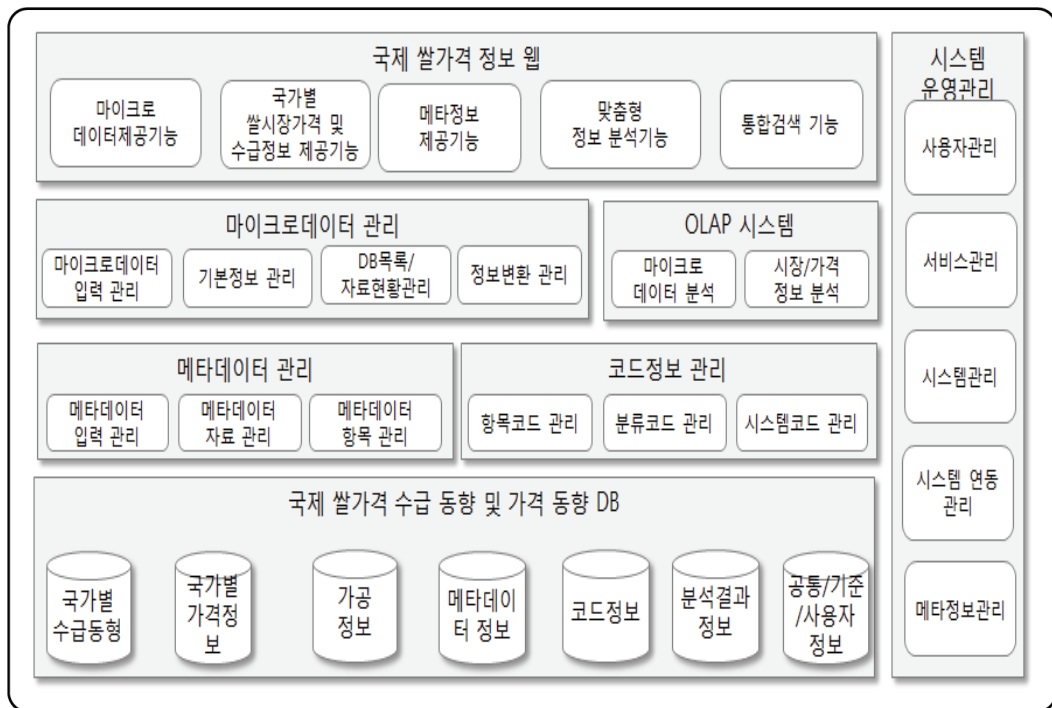 국제 쌀가격 정보 웹
마이크로
데이터제공기능
국가별
쌀시장가격 및
수급정보 제공기능
메타정보
제공기능
맞춤형
정보 분석기능
통합검색 기능
마이크로데이터 관리
마이크로데이터
입력 관리
기본정보 관리
DB목록/
자료현황관리
정보변환 관리
OLAP 시스템
마이크로
데이터 분석
시장/가격
정보 분석
메타데이터 관리
메타데이터
입력 관리
메타데이터
자료 관리
메타데이터
항목 관리
코드정보 관리
항목코드 관리
분류코드 관리
시스템코드 관리
국제 쌀가격 수급 동향 및 가격 동향 DB
국가별
수급동형
국가별
가격정
보
가공
정보
메타데이
터 정보
코드정보
분석결과
정보
공통/기준
/사용자
정보
시스템
운영관리
사용자관리
서비스관리
시스템관리
시스템 연동
관리
메타정보관리